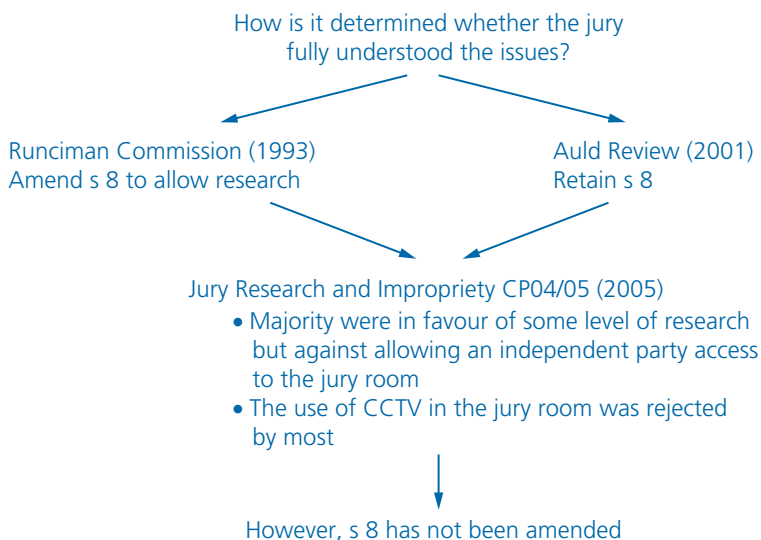 How is it determined whether the jury
fully understood the issues?
Runciman Commission (1993)
Amend s 8 to allow research
Auld Review (2001)
Retain s 8
Jury Research and Impropriety CP04/05 (2005)
• Majority were in favour of some level of research
but against allowing an independent party access
to the jury room
• The use of CCTV in the jury room was rejected
by most
However, s 8 has not been amended